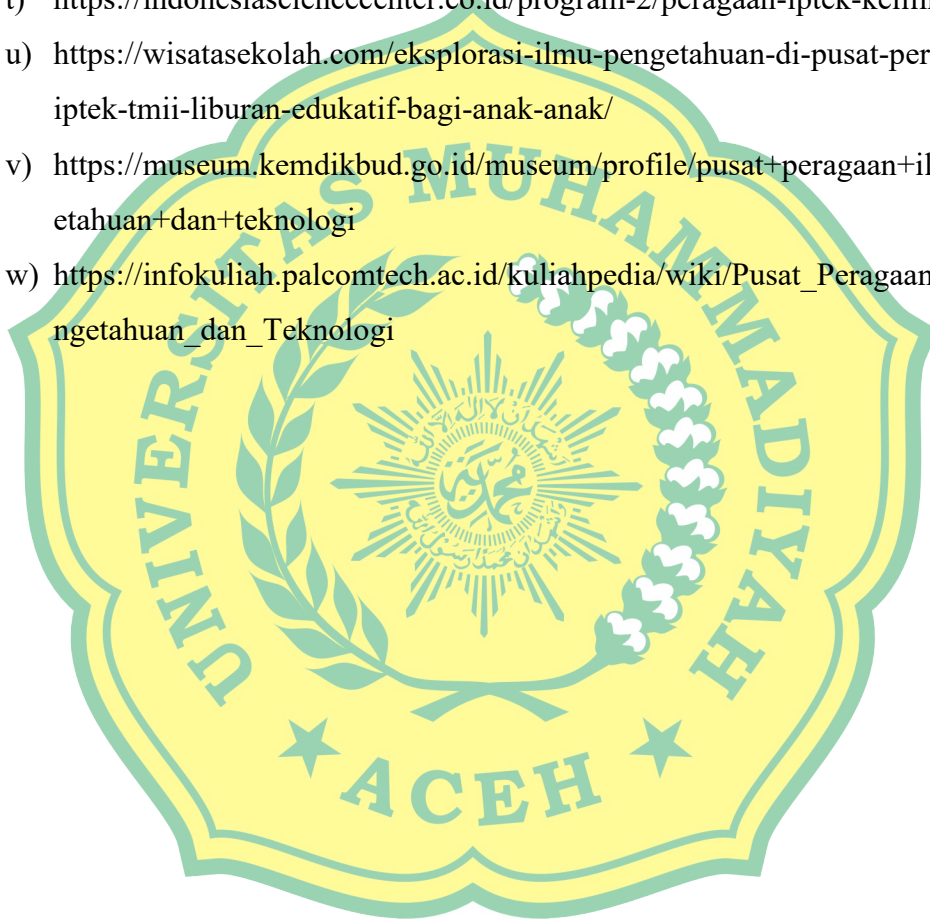 u) https://wisatasekolah.com/eksplorasi-ilmu-pengetahuan-di-pusat-per
iptek-tmii-liburan-edukatif-bagi-anak-anak/
v) https://museum.kemdikbud.go.id/museum/profile/pusat+peragaan+il
etahuan+dan+teknologi
w) https://infokuliah.palcomtech.ac.id/kuliahpedia/wiki/Pusat_Peragaan
ngetahuan_dan_Teknologi
UNIVERSITAS MUHAMMADIYAH
محمدية
ACEH